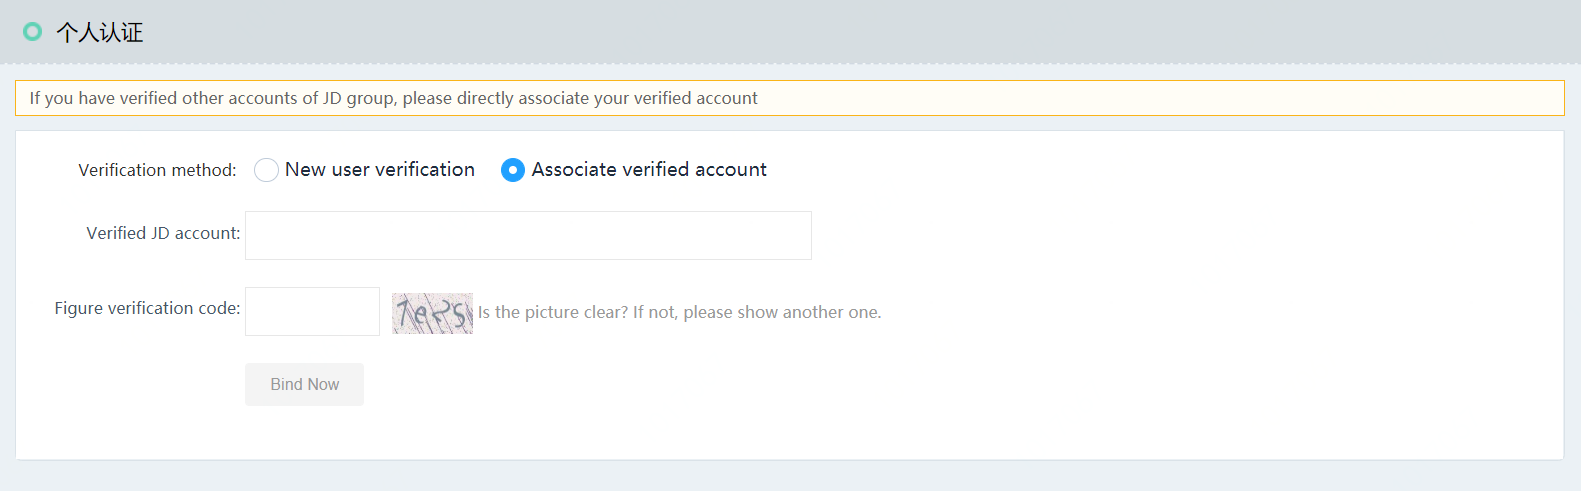 个人认证
If you have verified other accounts of JD group, please directly associate your verified account
Verification method: New user verification Associate verified account
Verified JD account:
Figure verification code: Is the picture clear? If not, please show another one.
Bind Now